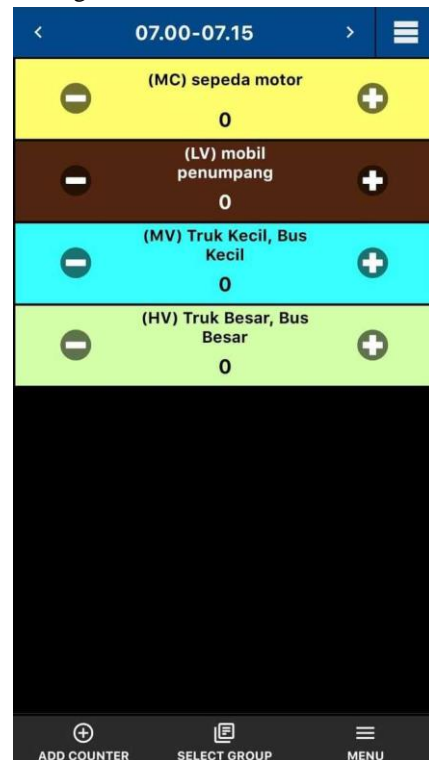 07.00-07.15
(MC) sepeda motor
0
(LV) mobil
penumpang
0
(MV) Truk Kecil, Bus
Kecil
0
(HV) Truk Besar, Bus
Besar
0
ADD COUNTER SELECT GROUP MENU